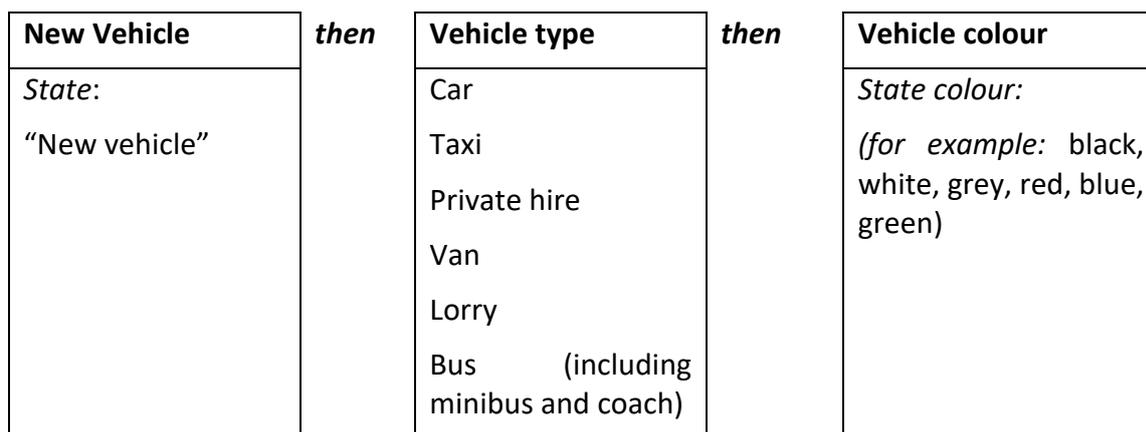 New Vehicle
then
Vehicle type
then
Vehicle colour
State:
“New vehicle”
Car
Taxi
Private hire
Van
Lorry
Bus (including
minibus and coach)
State colour:
(for example: black,
white, grey, red, blue,
green)